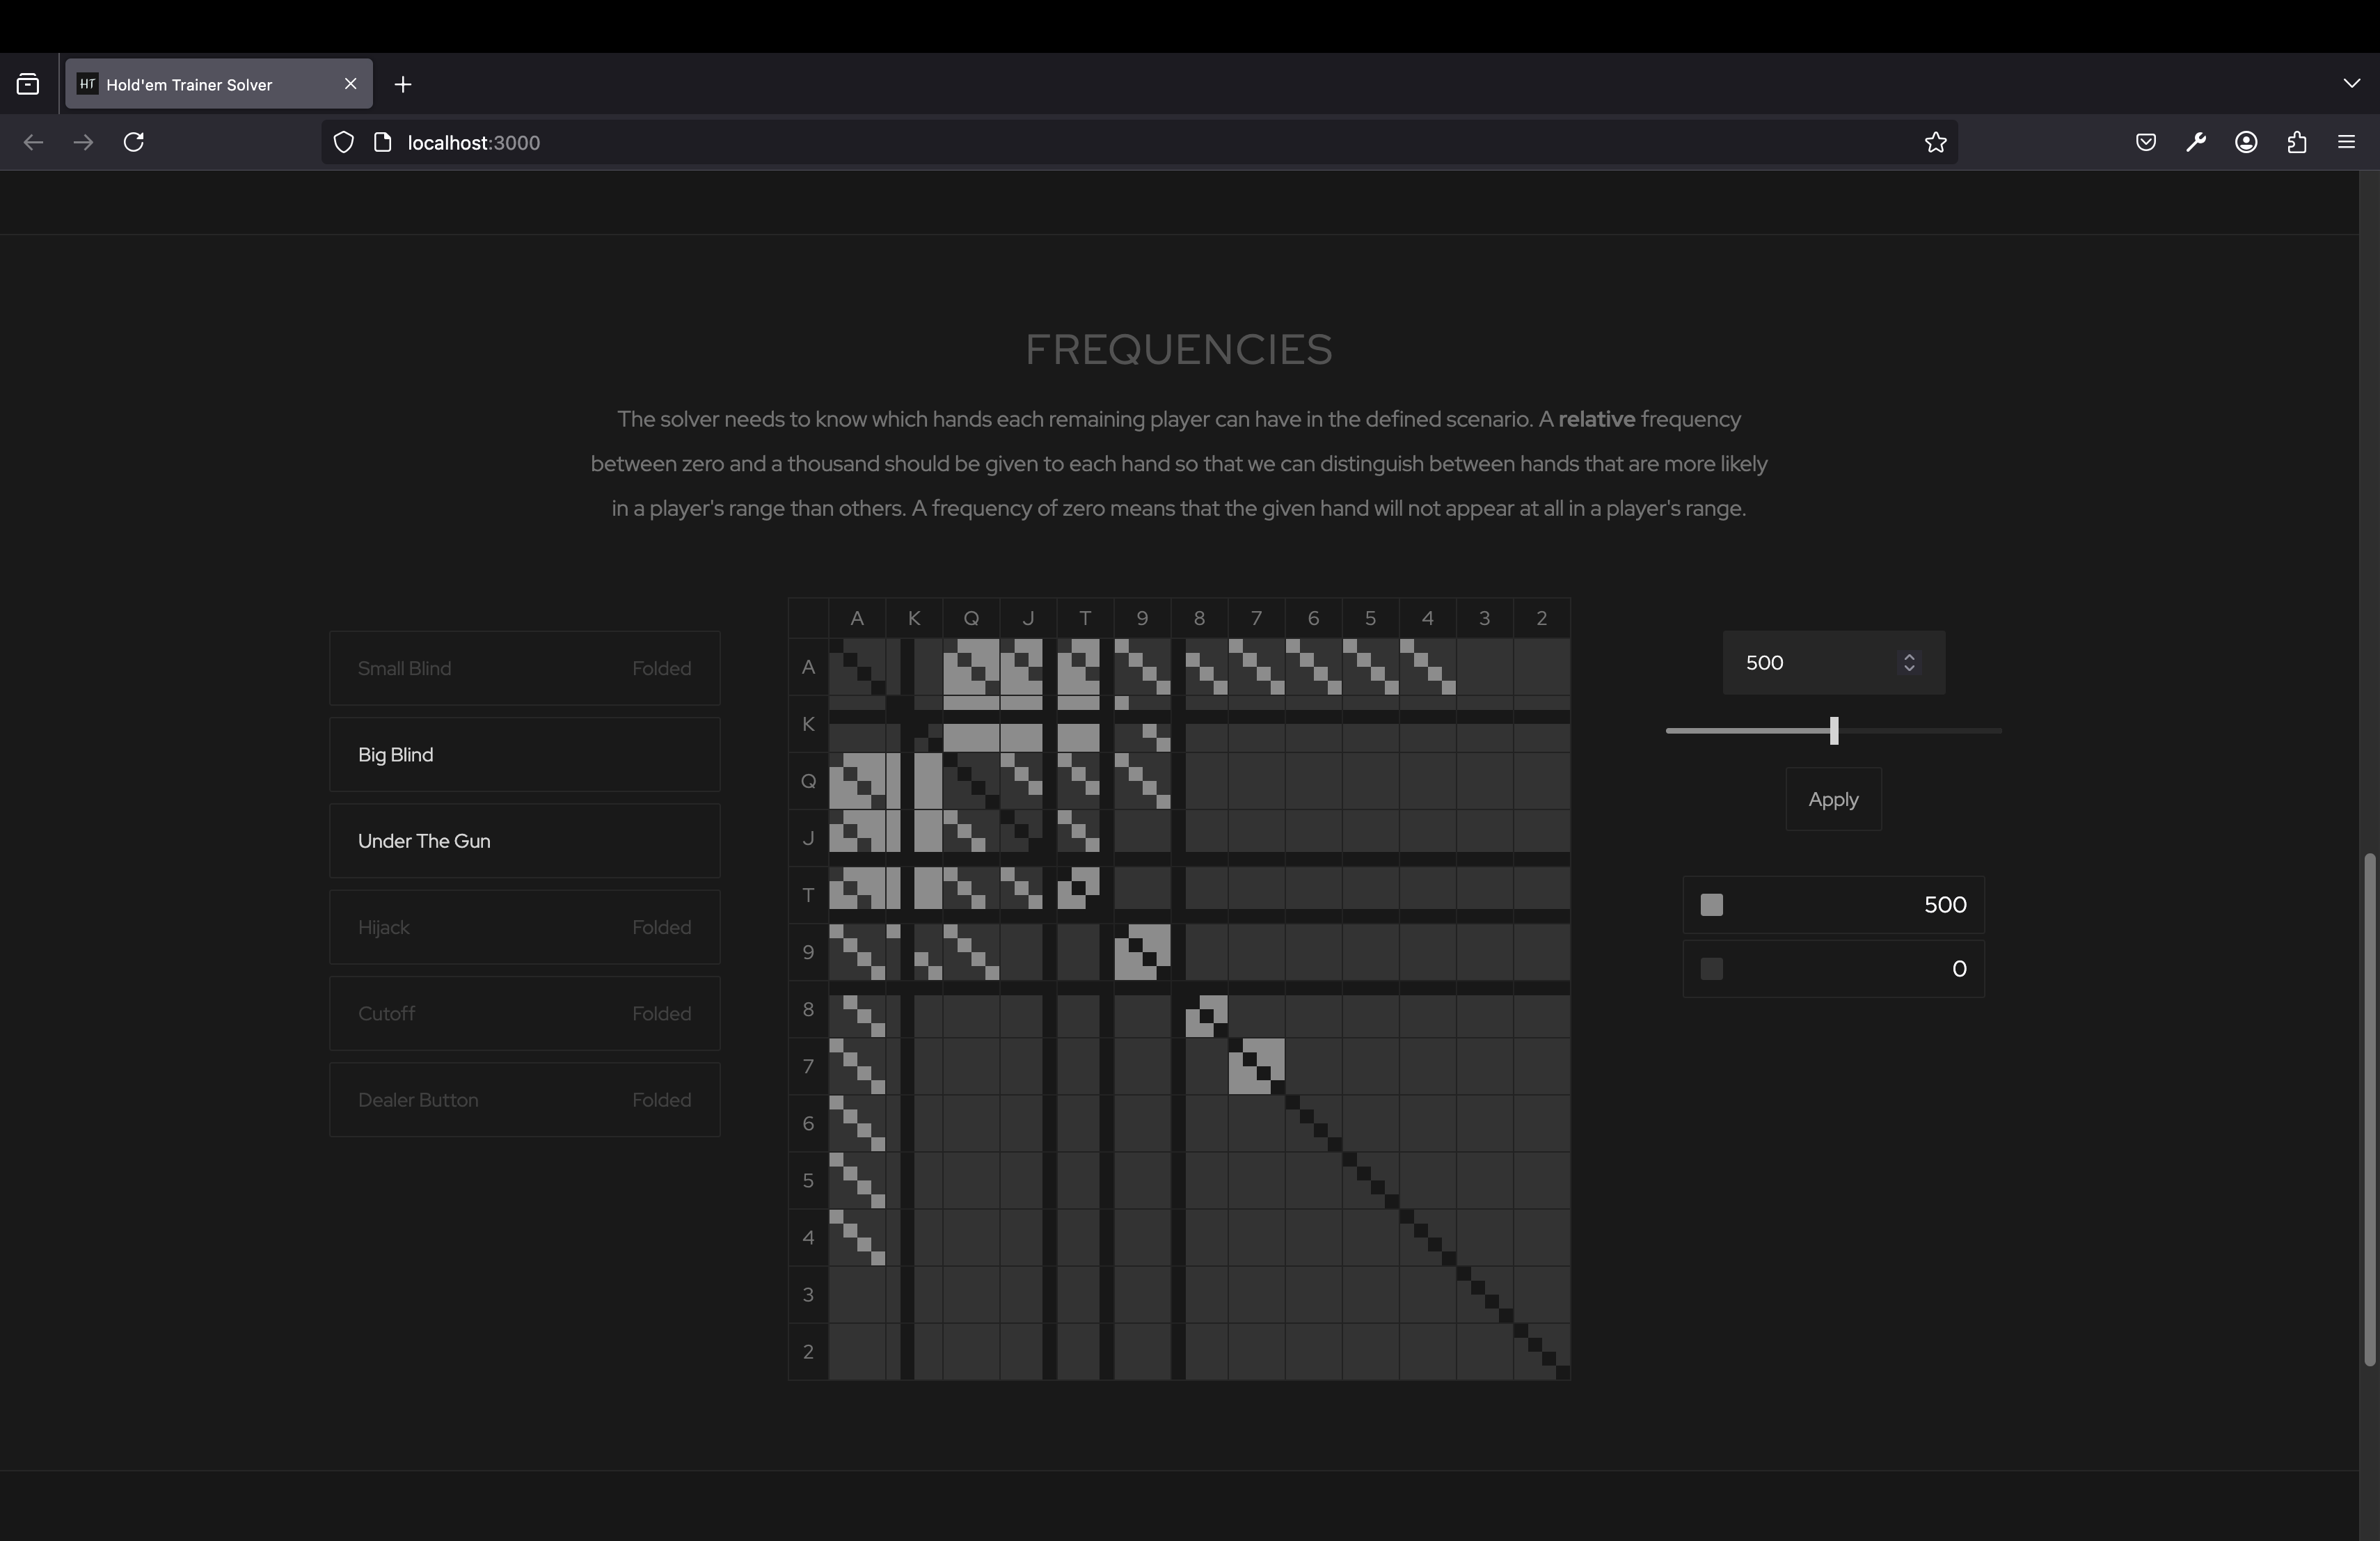 HT Hold'em Trainer Solver
localhost:3000
FREQUENCIES
The solver needs to know which hands each remaining player can have in the defined scenario. A relative frequency
between zero and a thousand should be given to each hand so that we can distinguish between hands that are more likely
in a player's range than others. A frequency of zero means that the given hand will not appear at all in a player's range.
Small Blind Folded
Big Blind
Under The Gun
Hijack Folded
Cutoff Folded
Dealer Button Folded
A K Q J T 9 8 7 6 5 4 3 2
A
K
Q
J
T
9
8
7
6
5
4
3
2
500
Apply
500
0